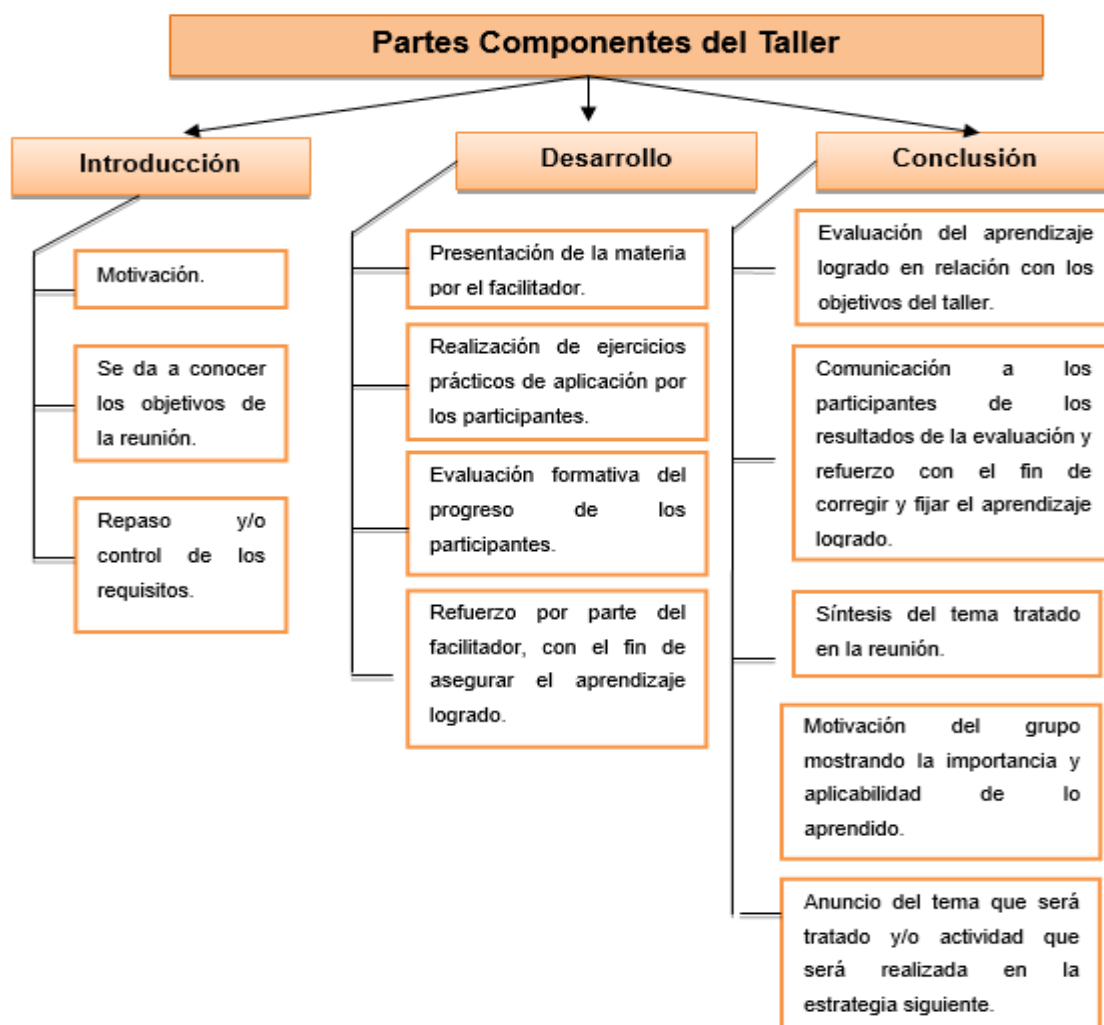 Partes Componentes del Taller
Introducción
Motivación.
Se da a conocer
los objetivos de
la reunión.
Repaso y/o
control de los
requisitos.
Desarrollo
Presentación de la materia
por el facilitador.
Realización de ejercicios
prácticos de aplicación por
los participantes.
Evaluación formativa del
progreso de los
participantes.
Refuerzo por parte del
facilitador, con el fin de
asegurar el aprendizaje
logrado.
Conclusión
Evaluación del aprendizaje
logrado en relación con los
objetivos del taller.
Comunicación a los
participantes de los
resultados de la evaluación y
refuerzo con el fin de
corregir y fijar el aprendizaje
logrado.
Síntesis del tema tratado
en la reunión.
Motivación del grupo
mostrando la importancia y
aplicabilidad de lo
aprendido.
Anuncio del tema que será
tratado y/o actividad que
será realizada en la
estrategia siguiente.